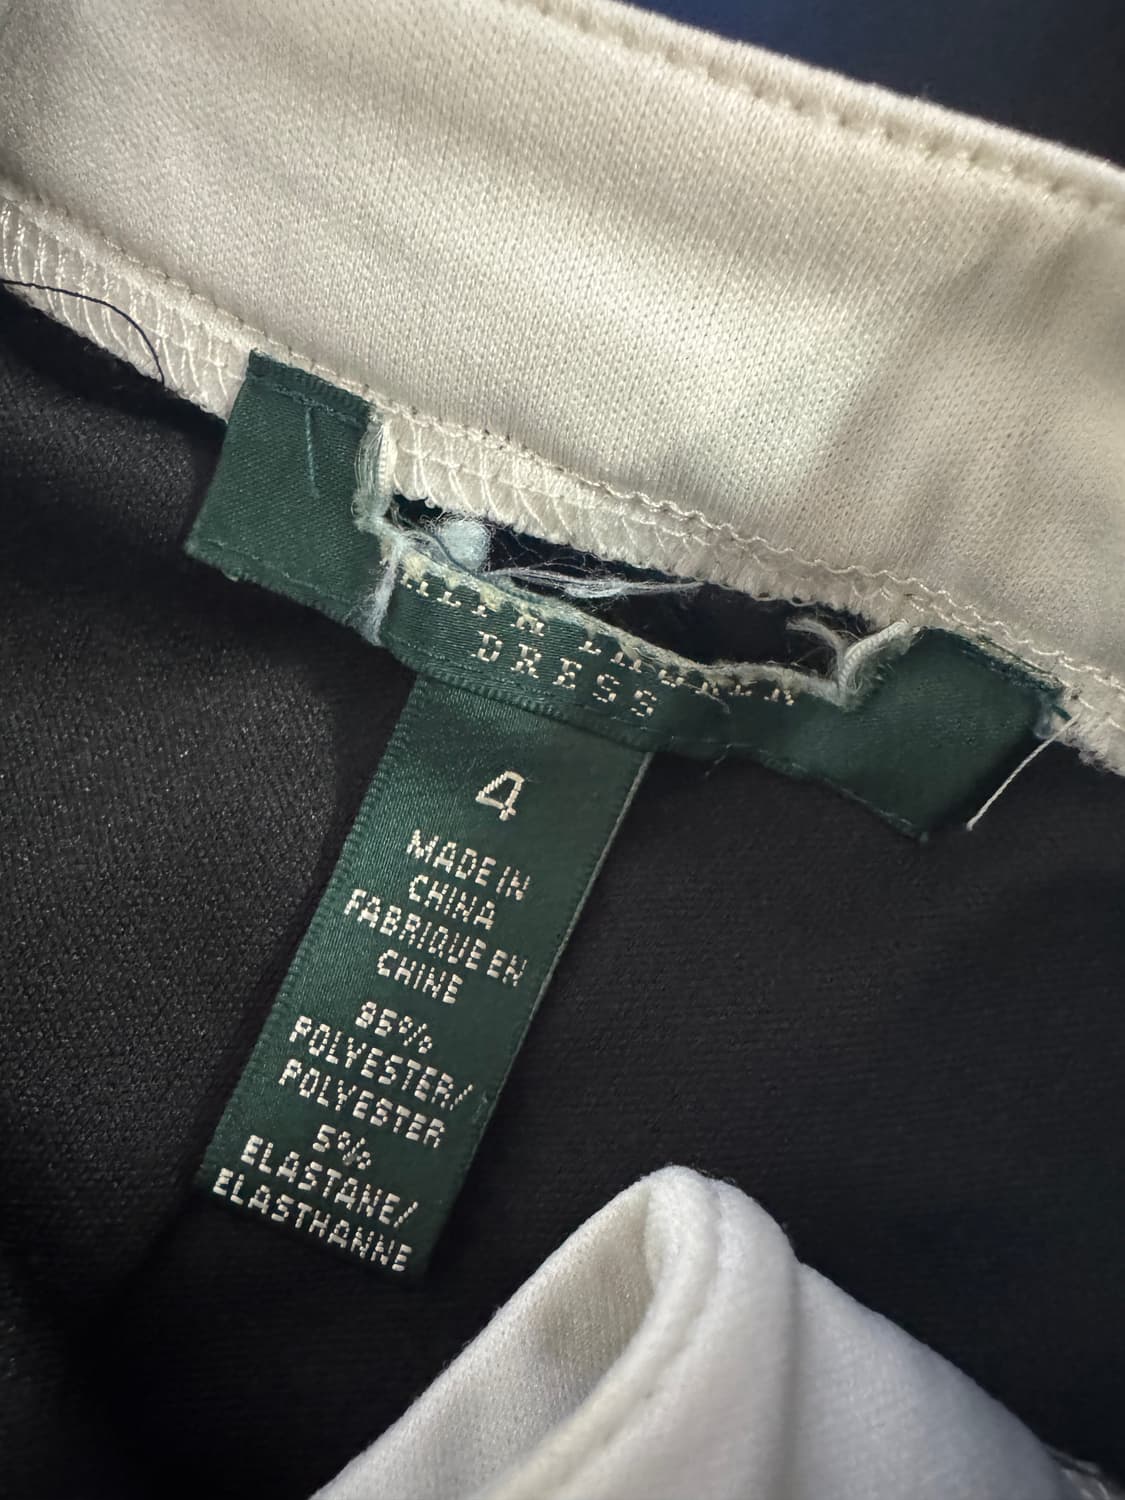 DRESS
4
MADE IN
CHINA
FABRIQUE EN
CHINE
95%
POLYESTER/
POLYESTER
5%
ELASTANE/
ELASTHANNE